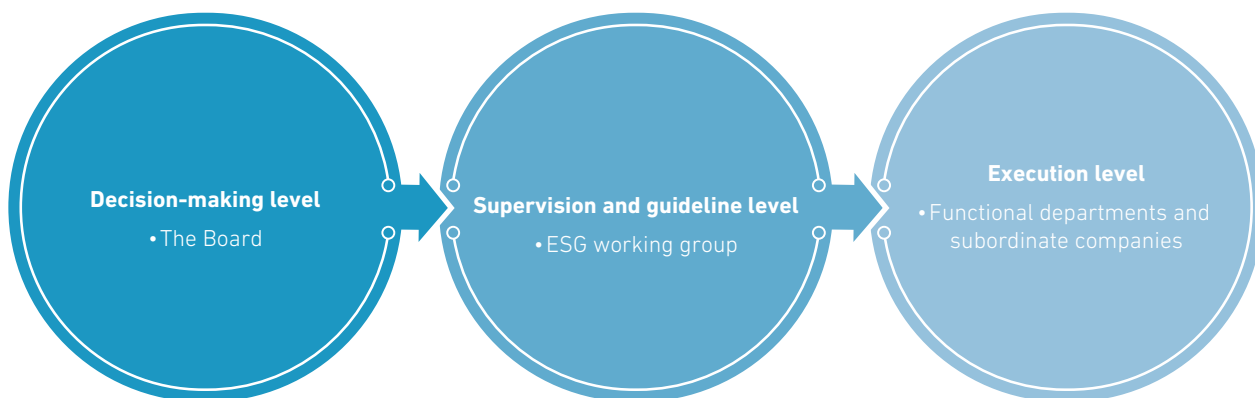 Decision-making level
•The Board
Supervision and guideline level
•ESG working group
Execution level
•Functional departments and
subordinate companies